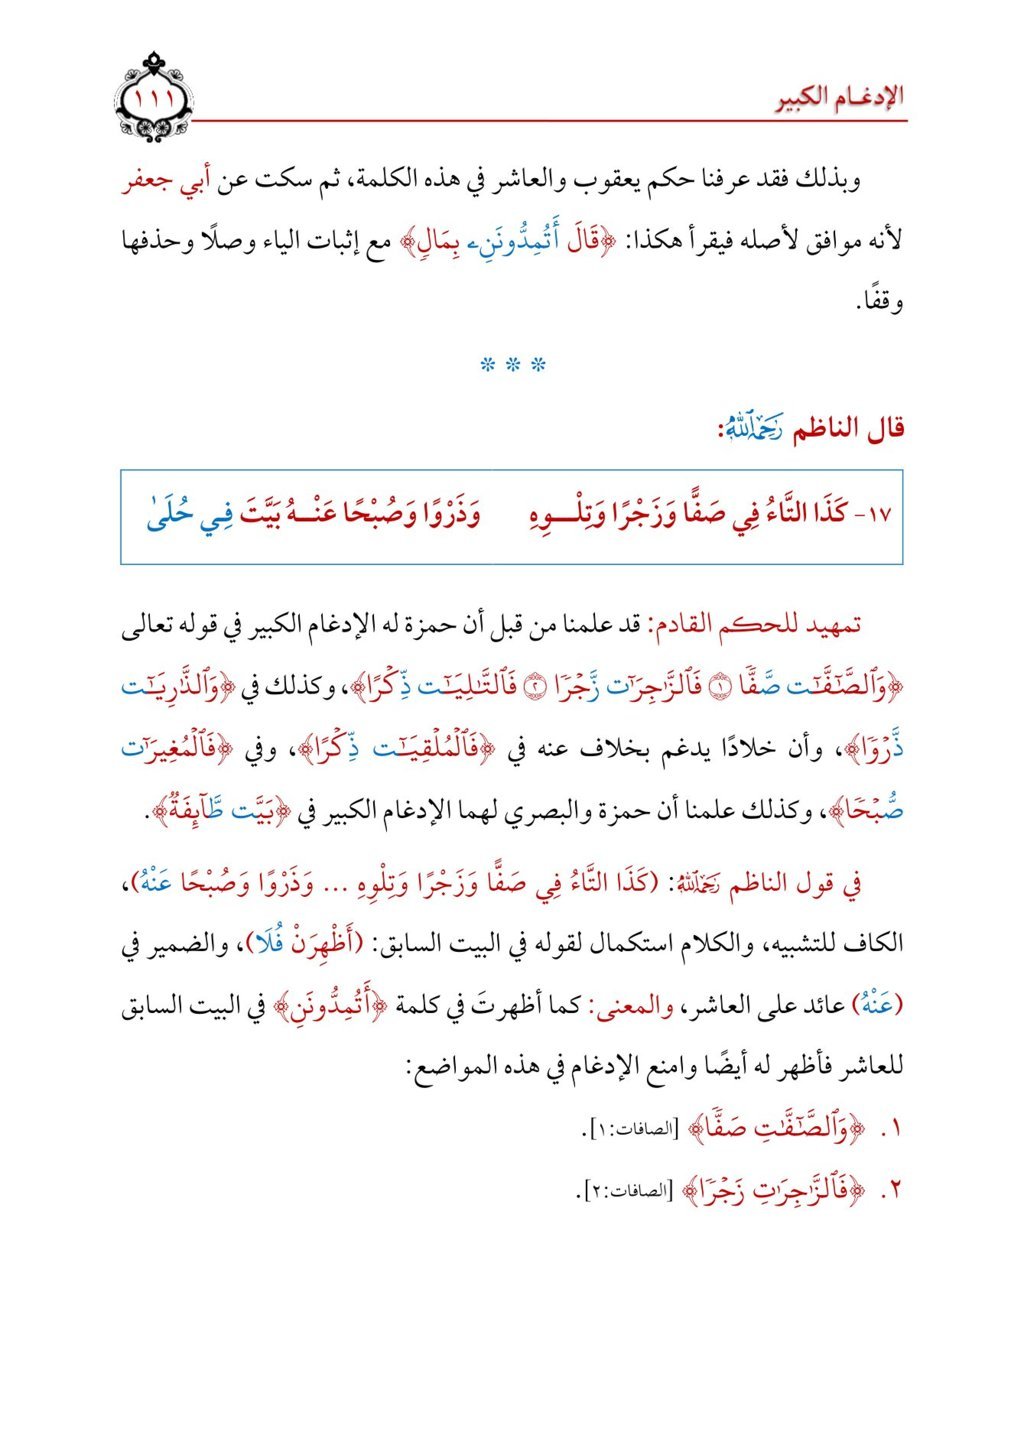 الإدغام الكبير
١١١
وبذلك فقد عرفنا حكم يعقوب والعاشر في هذه الكلمة، ثم سكت عن أبي جعفر
لأنه موافق لأصله فيقرأ هكذا: ﴿قَالَ أَتُمِدُّونَنِۦ بِمَالٖ﴾ مع إثبات الياء وصلًا وحذفها
وقفًا.
* * *
قال الناظم رَحِمَهُ ٱللَّهُ:
١٧- كَذَا التَّاءُ فِي صَفًّا وَزَجْرًا وَتِلْـــوِهِ وَذَرْوًا وَصُبْحًا عَنْــهُ بَيَّتَ فِي حُلَىٰ
تمهيد للحكم القادم: قد علمنا من قبل أن حمزة له الإدغام الكبير في قوله تعالى
﴿وَٱلصَّٰٓفَّٰت صَّفّٗا ١ فَٱلزَّٰجِرَٰت زَّجۡرٗا ٢ فَٱلتَّٰلِيَٰت ذِّكۡرًا﴾، وكذلك في ﴿وَٱلذَّٰرِيَٰت
ذَّرۡوٗا﴾، وأن خلادًا يدغم بخلاف عنه في ﴿فَٱلۡمُلۡقِيَٰت ذِّكۡرًا﴾، وفي ﴿فَٱلۡمُغِيرَٰت
صُّبۡحٗا﴾، وكذلك علمنا أن حمزة والبصري لهما الإدغام الكبير في ﴿بَيَّت طَّآئِفَةٞ﴾.
في قول الناظم رَحِمَهُ ٱللَّهُ: (كَذَا التَّاءُ فِي صَفًّا وَزَجْرًا وَتِلْوِهِ ... وَذَرْوًا وَصُبْحًا عَنْهُ)،
الكاف للتشبيه، والكلام استكمال لقوله في البيت السابق: (أَظْهِرَنْ فُلَا)، والضمير في
(عَنْهُ) عائد على العاشر، والمعنى: كما أظهرتَ في كلمة ﴿أَتُمِدُّونَنِ﴾ في البيت السابق
للعاشر فأظهر له أيضًا وامنع الإدغام في هذه المواضع:
١. ﴿وَٱلصَّٰٓفَّٰتِ صَفّٗا﴾ [الصافات:١].
٢. ﴿فَٱلزَّٰجِرَٰتِ زَجۡرٗا﴾ [الصافات:٢].